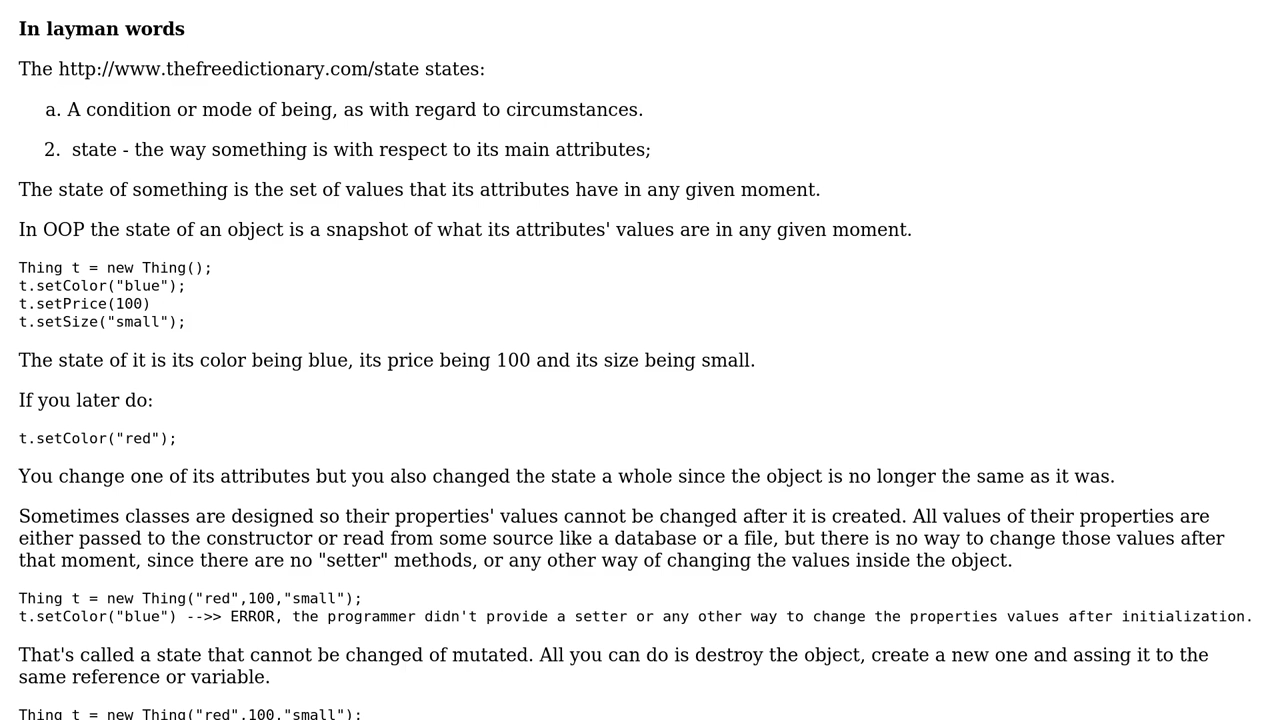 In layman words
The http://www.thefreedictionary.com/state states:
a. A condition or mode of being, as with regard to circumstances.
2. state - the way something is with respect to its main attributes;
The state of something is the set of values that its attributes have in any given moment.
In OOP the state of an object is a snapshot of what its attributes' values are in any given moment.
Thing t = new Thing();
t.setColor("blue");
t.setPrice(100)
t.setSize("small");
The state of it is its color being blue, its price being 100 and its size being small.
If you later do:
t.setColor("red");
You change one of its attributes but you also changed the state a whole since the object is no longer the same as it was.
Sometimes classes are designed so their properties' values cannot be changed after it is created. All values of their properties are
either passed to the constructor or read from some source like a database or a file, but there is no way to change those values after
that moment, since there are no "setter" methods, or any other way of changing the values inside the object.
Thing t = new Thing("red",100,"small");
t.setColor("blue") -->> ERROR, the programmer didn't provide a setter or any other way to change the properties values after initialization.
That's called a state that cannot be changed of mutated. All you can do is destroy the object, create a new one and assing it to the
same reference or variable.
Thing t = new Thing("red",100,"small");